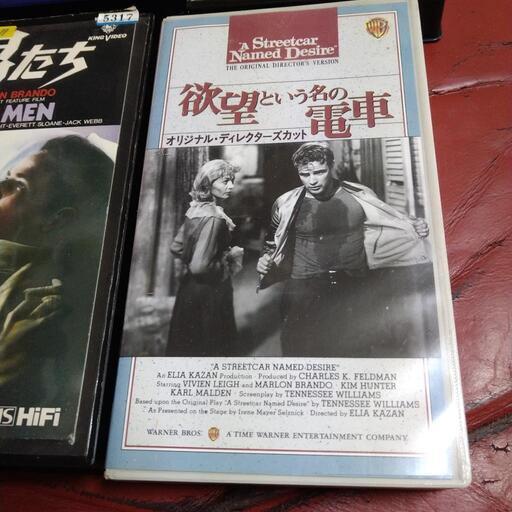 5317
KING VIDEO
男たち
N BRANDO
T FEATURE FILM
MEN
IT·EVERETT SLOANE·JACK WEBB
HiFi
A Streetcar
Named Desire
THE ORIGINAL DIRECTOR'S VERSION
WB
欲望という名の
電車
オリジナル・ディレクターズカット
"A STREETCAR NAMED·DESIRE"
An ELIA KAZAN Production · Produced by CHARLES K. FELDMAN
Starring VIVIEN LEIGH and MARLON BRANDO · KIM HUNTER
KARL MALDEN · Screenplay by TENNESSEE WILLIAMS
Based upon the Original Play "A Streetcar Named Desire" by TENNESSEE WILLIAMS
As Presented on the Stage by Irene Mayer Selznick · Directed by ELIA KAZAN
WARNER BROS.
A TIME WARNER ENTERTAINMENT COMPANY